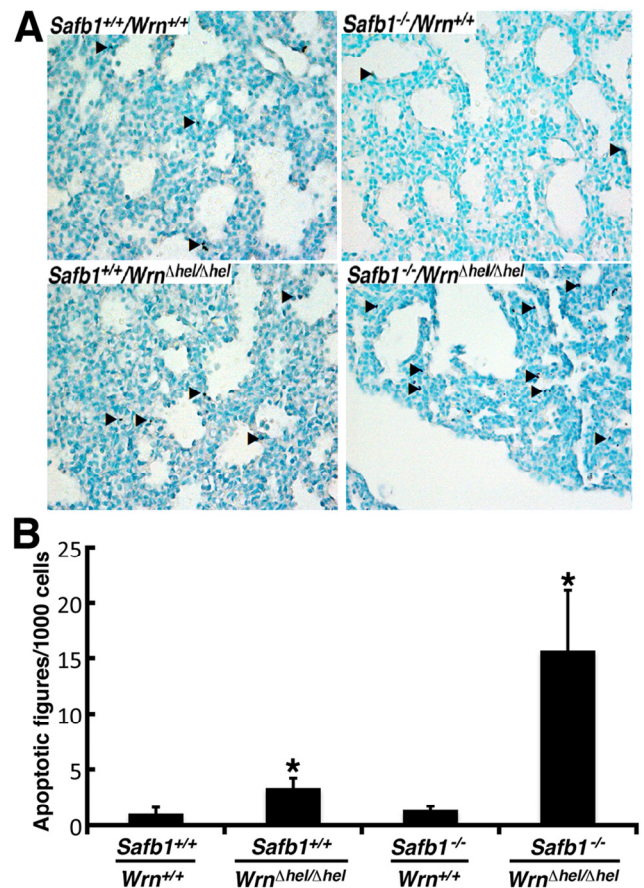 A
Safb1+/+/Wrn+/+
Safb1-/-/Wrn+/+
Safb1+/+/WrnΔhel/Δhel
Safb1-/-/WrnΔhel/Δhel
B
Apoptotic figures/1000 cells
25
20
15
10
5
0
*
*
Safb1+/+
Wrn+/+
Safb1+/+
WrnΔhel/Δhel
Safb1-/-
Wrn+/+
Safb1-/-
WrnΔhel/Δhel